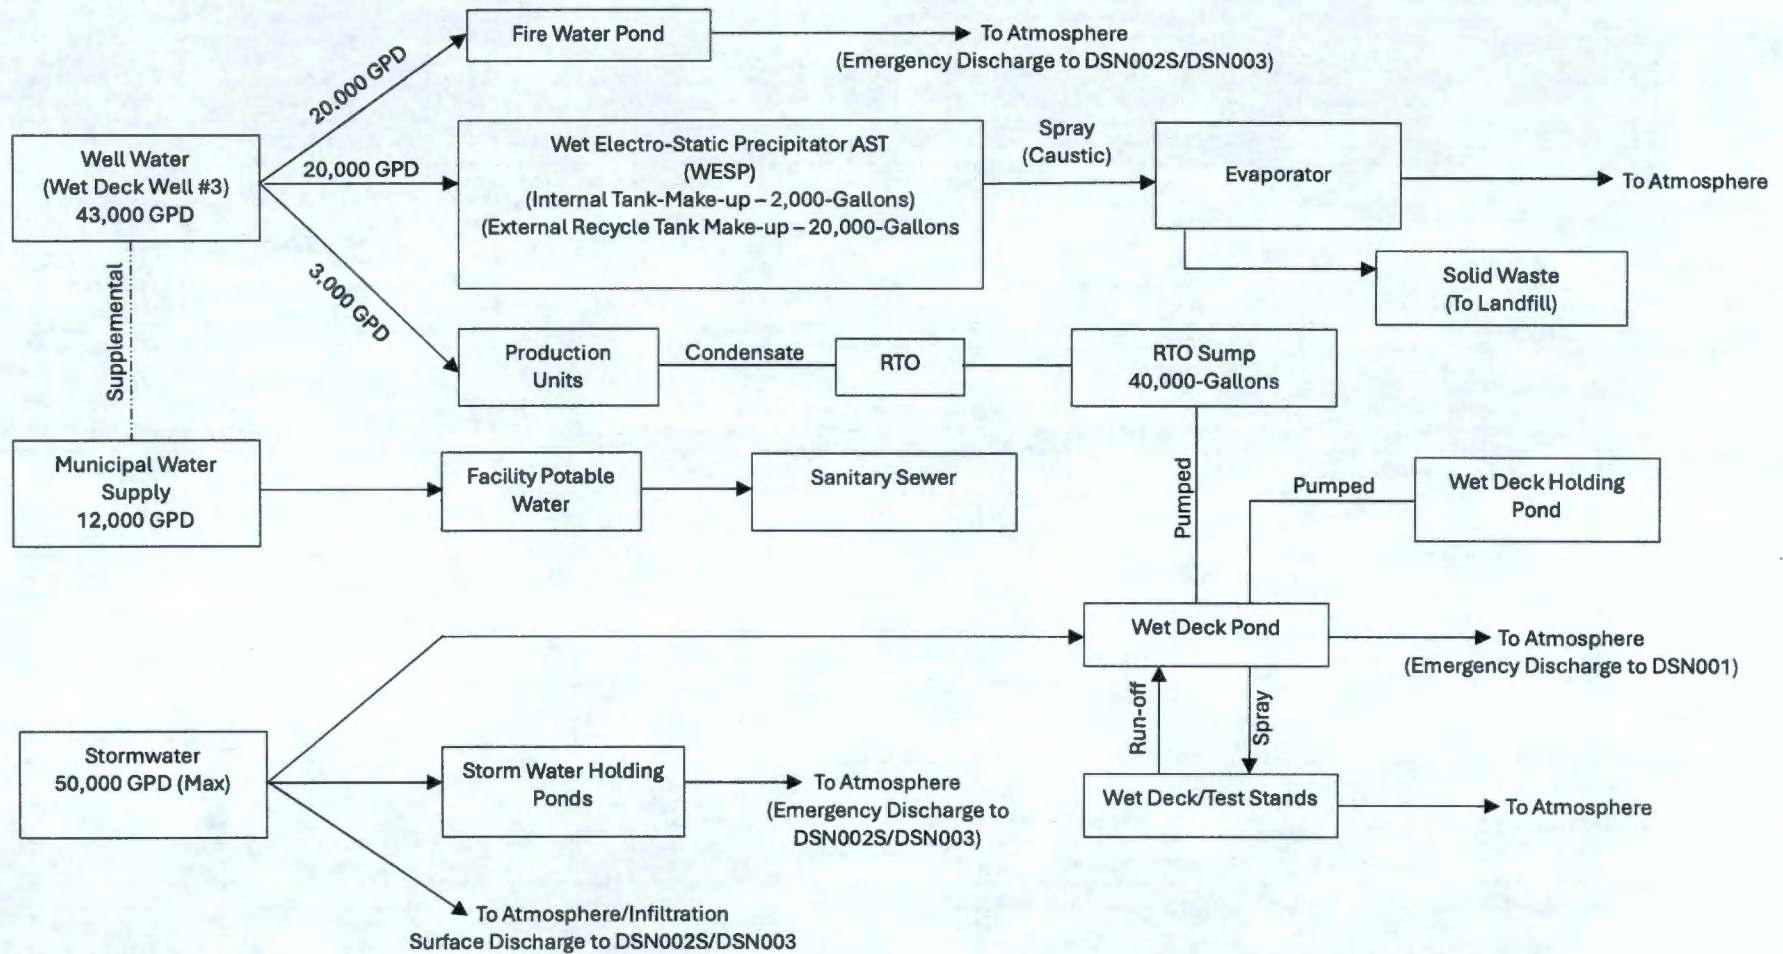 Fire Water Pond
To Atmosphere
(Emergency Discharge to DSN002S/DSN003)
20,000 GPD
Well Water
(Wet Deck Well #3)
43,000 GPD
20,000 GPD
Wet Electro-Static Precipitator AST
(WESP)
(Internal Tank-Make-up – 2,000-Gallons)
(External Recycle Tank Make-up – 20,000-Gallons
Spray
(Caustic)
Evaporator
To Atmosphere
Solid Waste
(To Landfill)
3,000 GPD
Supplemental
Production
Units
Condensate
RTO
RTO Sump
40,000-Gallons
Municipal Water
Supply
12,000 GPD
Facility Potable
Water
Sanitary Sewer
Pumped
Pumped
Wet Deck Holding
Pond
Wet Deck Pond
To Atmosphere
(Emergency Discharge to DSN001)
Run-off
Spray
Stormwater
50,000 GPD (Max)
Storm Water Holding
Ponds
To Atmosphere
(Emergency Discharge to
DSN002S/DSN003)
Wet Deck/Test Stands
To Atmosphere
To Atmosphere/Infiltration
Surface Discharge to DSN002S/DSN003